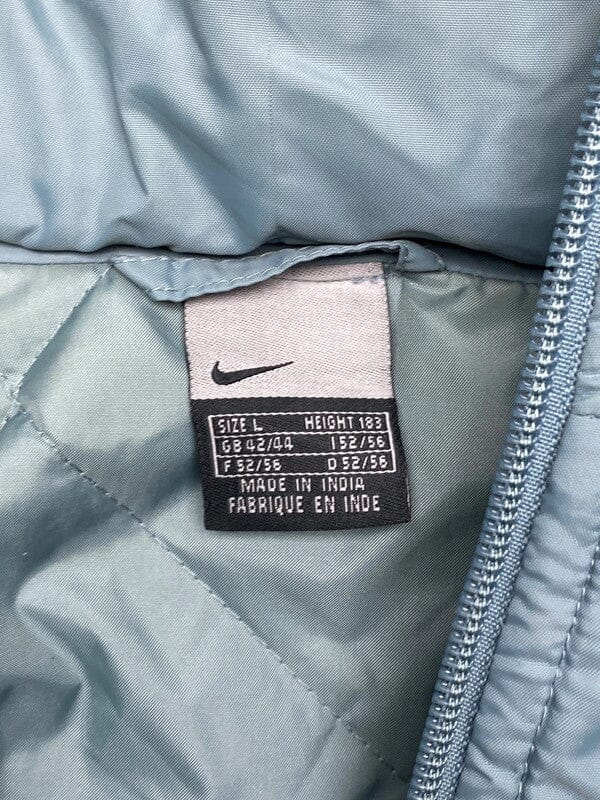 SIZE L HEIGHT 183
GB 42/44 I 52/56
F 52/56 D 52/56
MADE IN INDIA
FABRIQUE EN INDE